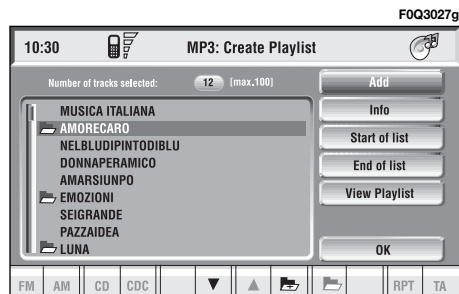 F0Q3027g
10:30 MP3: Create Playlist
Number of tracks selected: 12 [max.100]
Add
MUSICA ITALIANA
Info
AMORECARO
NELBLUDIPINTODIBLU
Start of list
DONNAPERAMICO
End of list
AMARSIUNPO
EMOZIONI
View Playlist
SEIGRANDE
PAZZAIDEA
LUNA
OK
FM AM CD CDC RPT TA